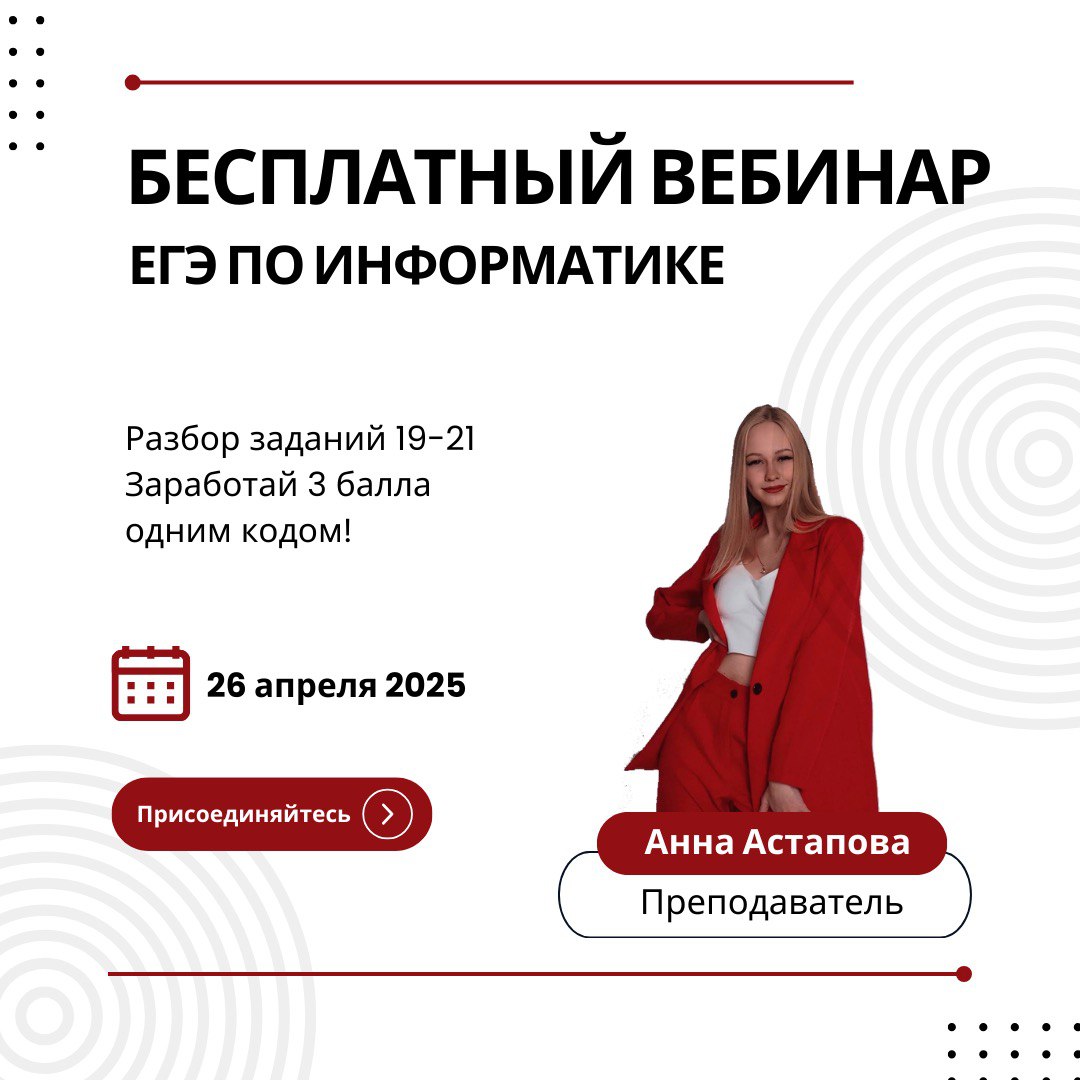 БЕСПЛАТНЫЙ ВЕБИНАР
ЕГЭ ПО ИНФОРМАТИКЕ
Разбор заданий 19-21
Заработай 3 балла
одним кодом!
26 апреля 2025
Присоединяйтесь
Анна Астапова
Преподаватель